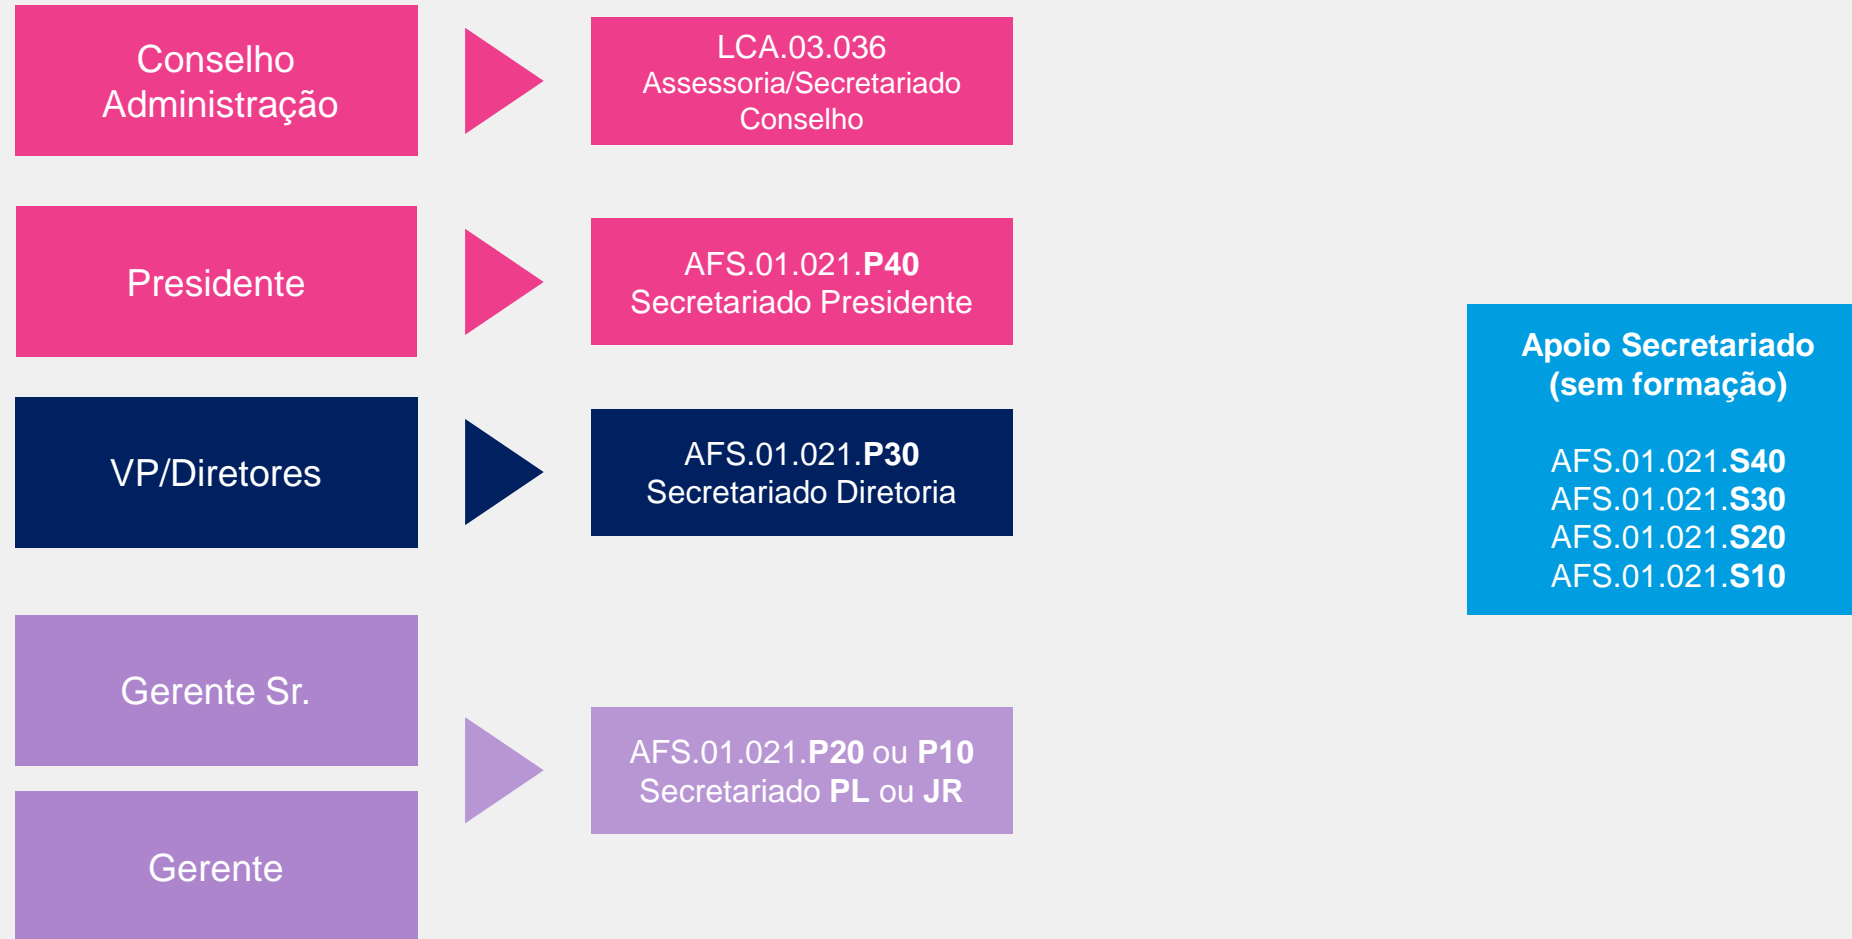 Conselho
Administração
LCA.03.036
Assessoria/Secretariado
Conselho
Presidente
AFS.01.021.P40
Secretariado Presidente
VP/Diretores
AFS.01.021.P30
Secretariado Diretoria
Gerente Sr.
Gerente
AFS.01.021.P20 ou P10
Secretariado PL ou JR
Apoio Secretariado
(sem formação)
AFS.01.021.S40
AFS.01.021.S30
AFS.01.021.S20
AFS.01.021.S10